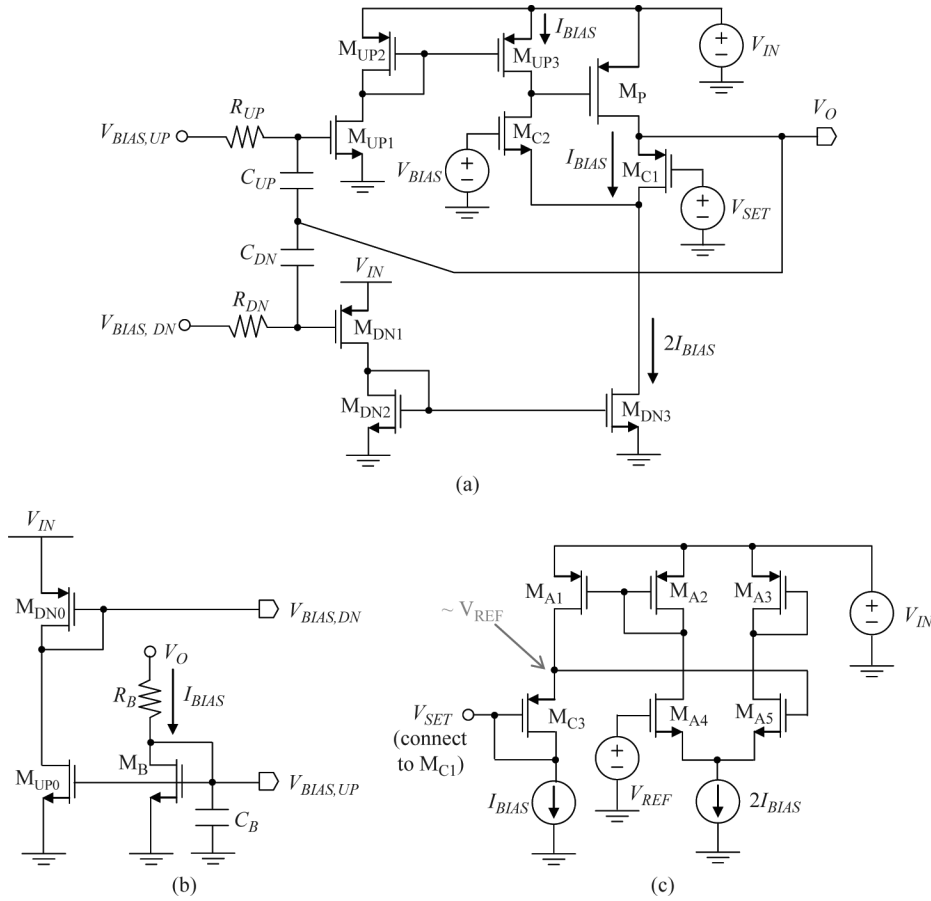 I_BIAS
M_UP2
M_UP3
V_IN
M_P
V_O
R_UP
V_BIAS,UP
M_UP1
M_C2
I_BIAS
M_C1
C_UP
V_BIAS
V_SET
C_DN
V_IN
R_DN
V_BIAS, DN
M_DN1
2I_BIAS
M_DN2
M_DN3
(a)
V_IN
M_DN0
V_BIAS,DN
V_O
R_B
I_BIAS
M_UP0
M_B
V_BIAS,UP
C_B
(b)
M_A1
M_A2
M_A3
~ V_REF
V_IN
V_SET
(connect
to M_C1)
M_C3
M_A4
M_A5
I_BIAS
V_REF
2I_BIAS
(c)